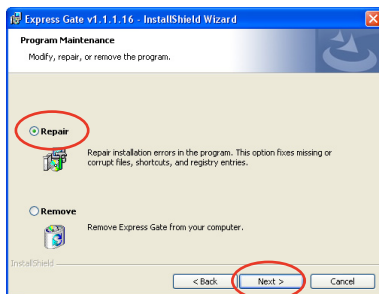 Express Gate v1.1.1.16 - InstallShield Wizard
Program Maintenance
Modify, repair, or remove the program.
Repair
Repair installation errors in the program. This option fixes missing or
corrupt files, shortcuts, and registry entries.
Remove
Remove Express Gate from your computer.
InstallShield
< Back Next > Cancel